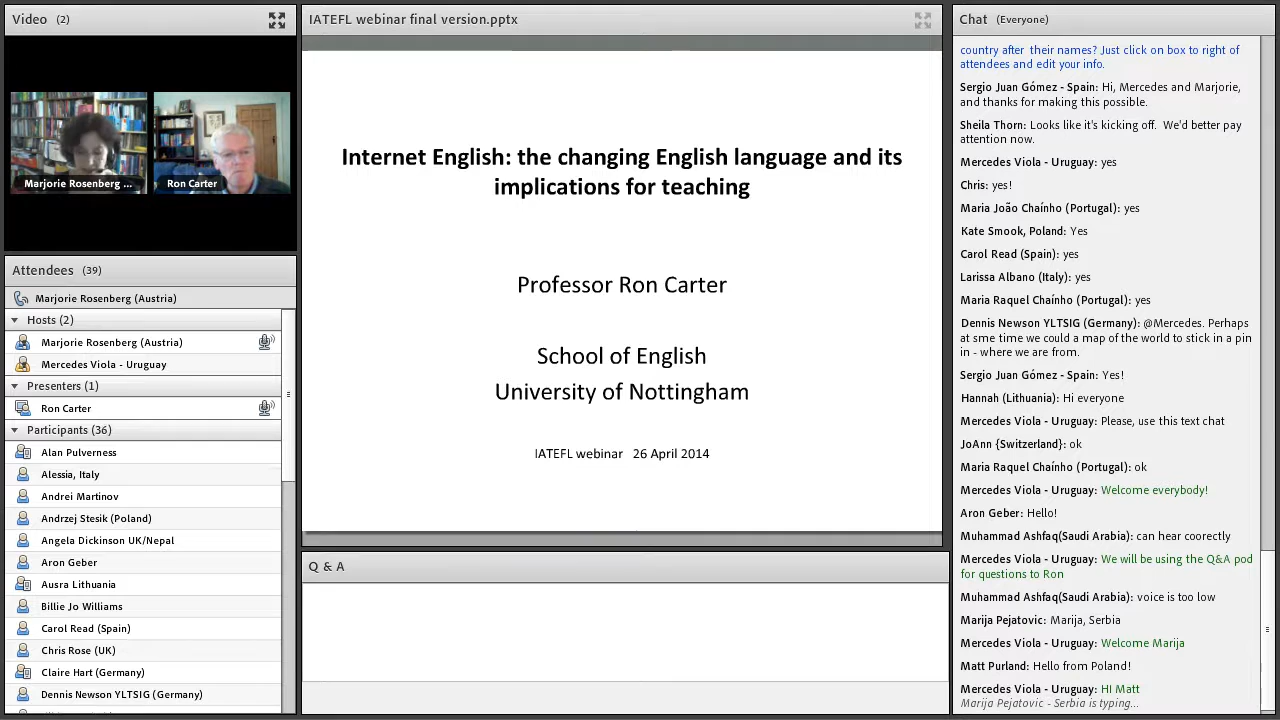 Video (2)
Marjorie Rosenberg ...
Ron Carter
Attendees (39)
Marjorie Rosenberg (Austria)
Hosts (2)
Marjorie Rosenberg (Austria)
Mercedes Viola - Uruguay
Presenters (1)
Ron Carter
Participants (36)
Alan Pulverness
Alessia, Italy
Andrei Martinov
Andrzej Stesik (Poland)
Angela Dickinson UK/Nepal
Aron Geber
Ausra Lithuania
Billie Jo Williams
Carol Read (Spain)
Chris Rose (UK)
Claire Hart (Germany)
Dennis Newson YLTSIG (Germany)
IATEFL webinar final version.pptx
Internet English: the changing English language and its
implications for teaching
Professor Ron Carter
School of English
University of Nottingham
IATEFL webinar 26 April 2014
Q & A
Chat (Everyone)
country after their names? Just click on box to right of
attendees and edit your info.
Sergio Juan Gómez - Spain: Hi, Mercedes and Marjorie,
and thanks for making this possible.
Sheila Thorn: Looks like it's kicking off. We'd better pay
attention now.
Mercedes Viola - Uruguay: yes
Chris: yes!
Maria João Chaínho (Portugal): yes
Kate Smook, Poland: Yes
Carol Read (Spain): yes
Larissa Albano (Italy): yes
Maria Raquel Chaínho (Portugal): yes
Dennis Newson YLTSIG (Germany): @Mercedes. Perhaps
at sme time we could a map of the world to stick in a pin
in - where we are from.
Sergio Juan Gómez - Spain: Yes!
Hannah (Lithuania): Hi everyone
Mercedes Viola - Uruguay: Please, use this text chat
JoAnn {Switzerland}: ok
Maria Raquel Chaínho (Portugal): ok
Mercedes Viola - Uruguay: Welcome everybody!
Aron Geber: Hello!
Muhammad Ashfaq(Saudi Arabia): can hear coorectly
Mercedes Viola - Uruguay: We will be using the Q&A pod
for questions to Ron
Muhammad Ashfaq(Saudi Arabia): voice is too low
Marija Pejatovic: Marija, Serbia
Mercedes Viola - Uruguay: Welcome Marija
Matt Purland: Hello from Poland!
Mercedes Viola - Uruguay: HI Matt
Marija Pejatovic - Serbia is typing...